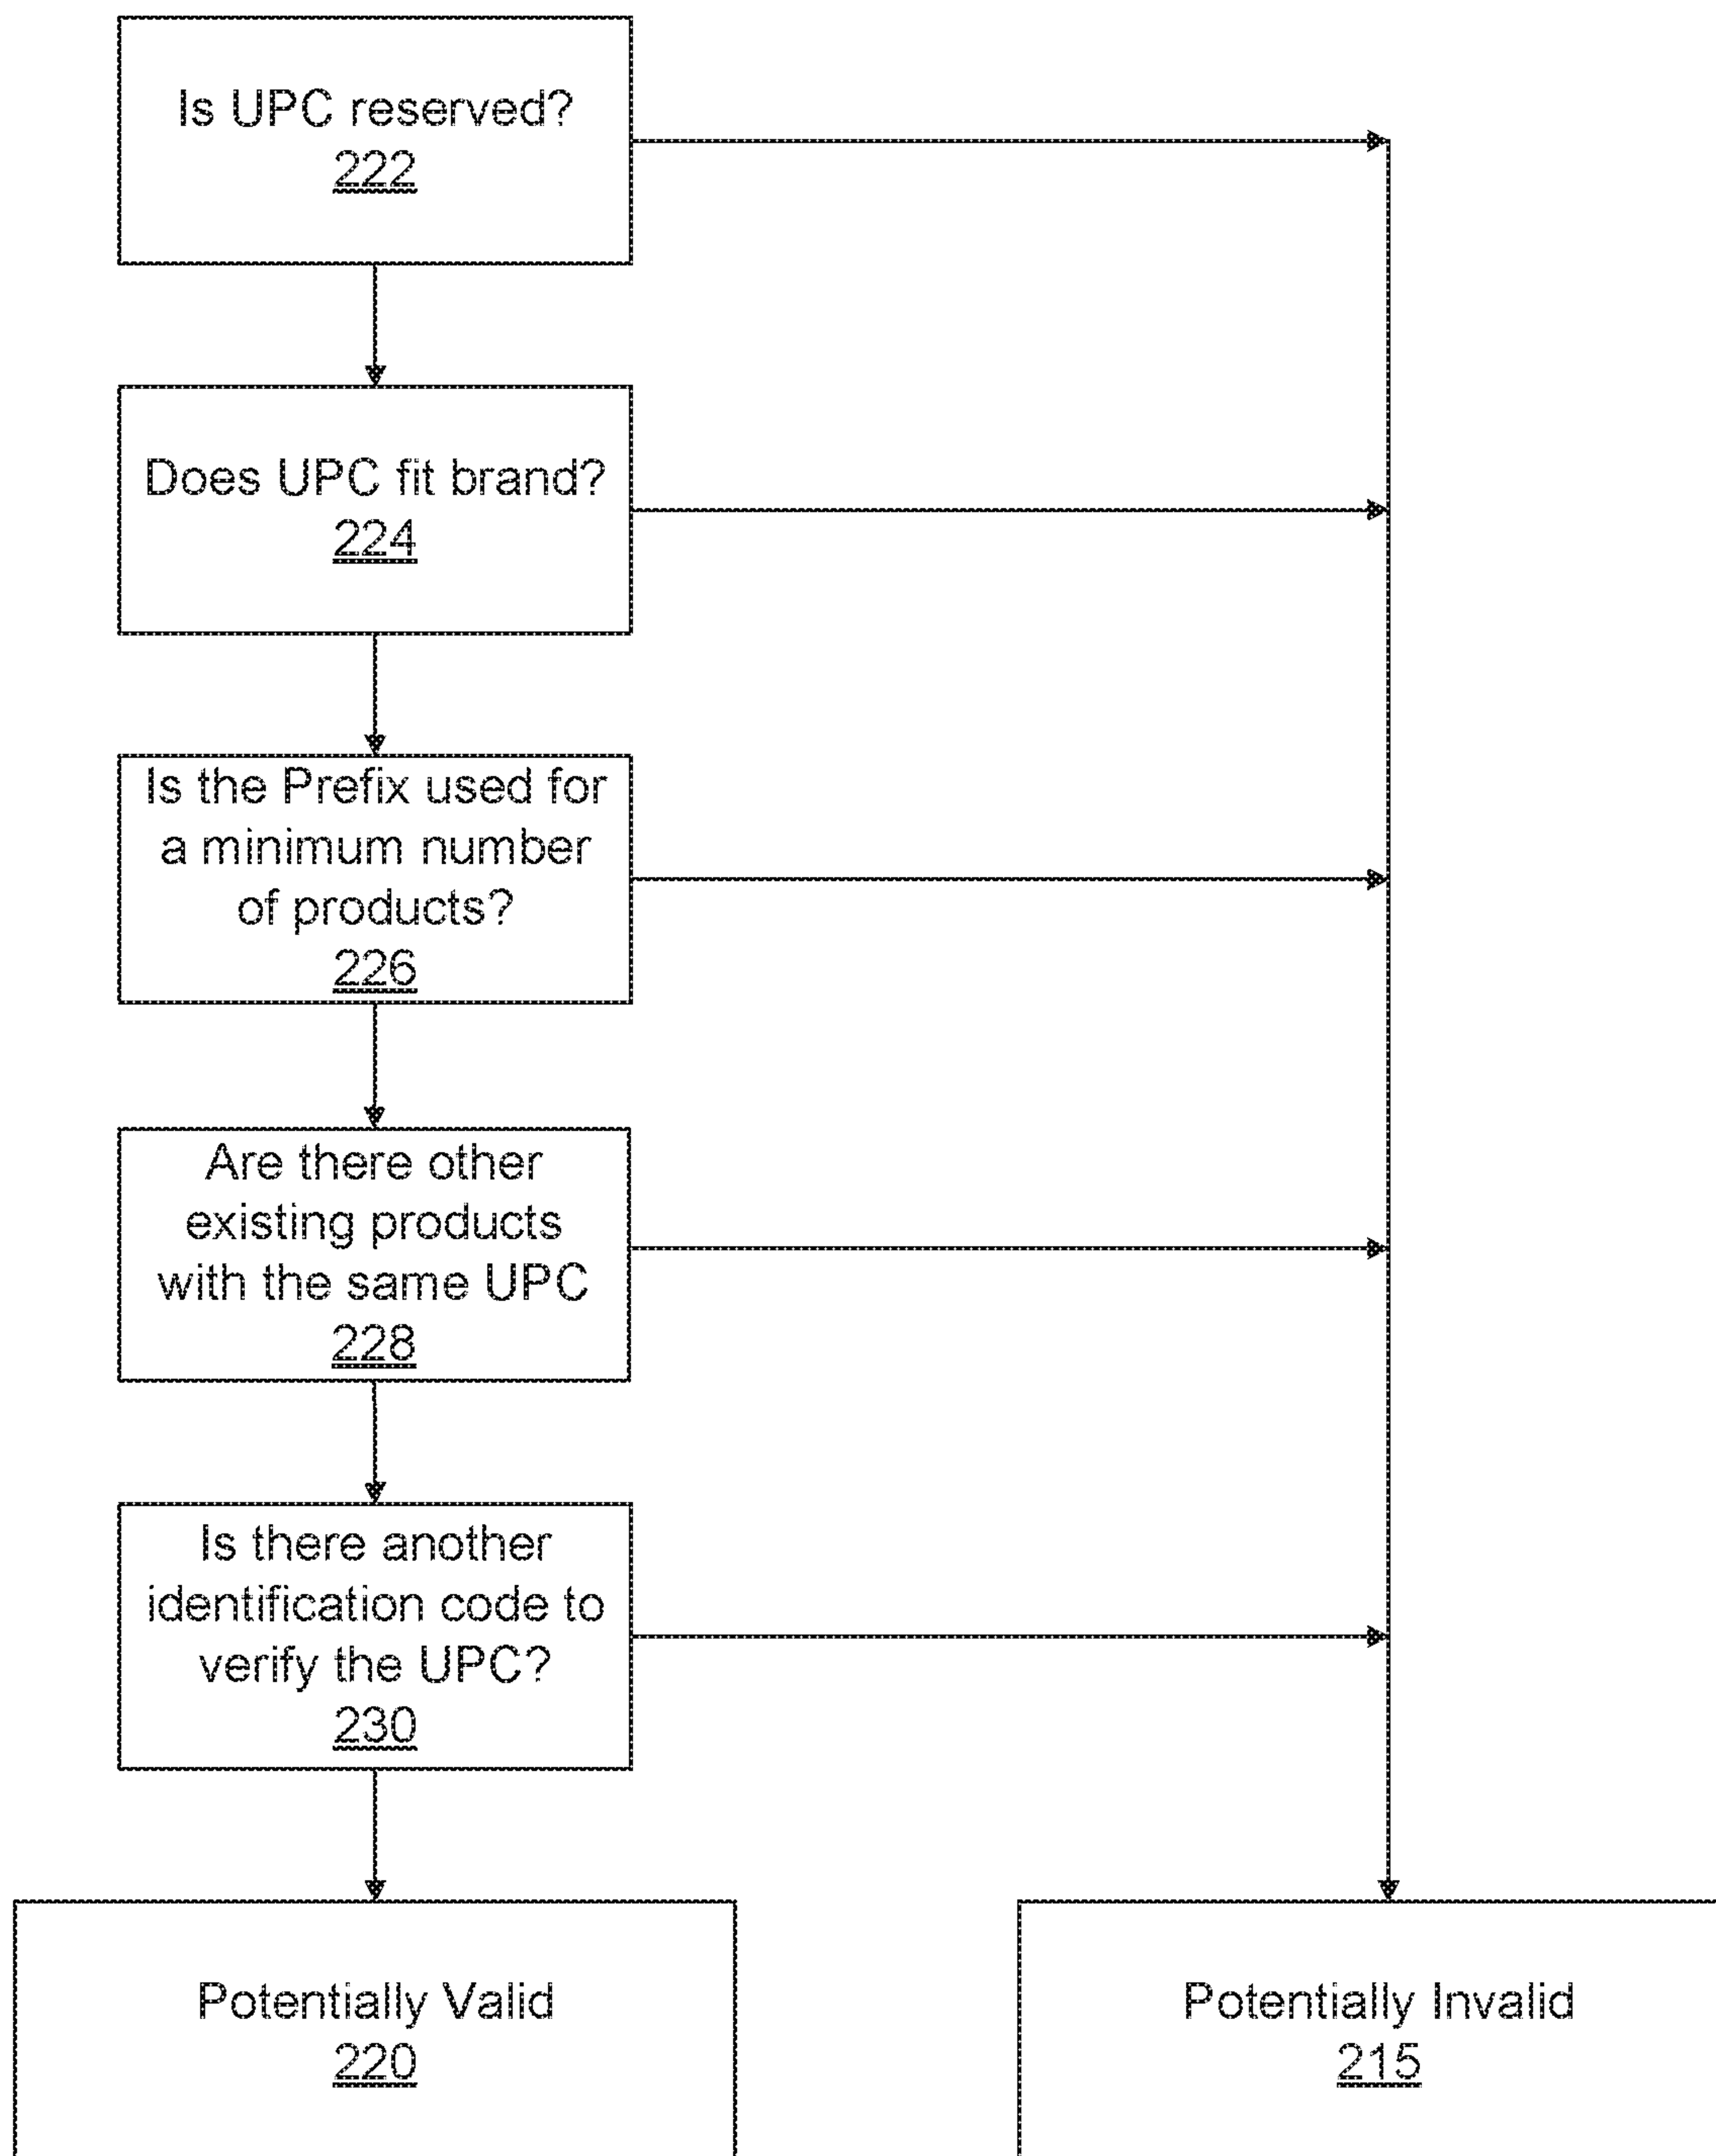 Is UPC reserved?
222
Does UPC fit brand?
224
Is the Prefix used for
a minimum number
of products?
226
Are there other
existing products
with the same UPC
228
Is there another
identification code to
verify the UPC?
230
Potentially Valid
220
Potentially Invalid
215